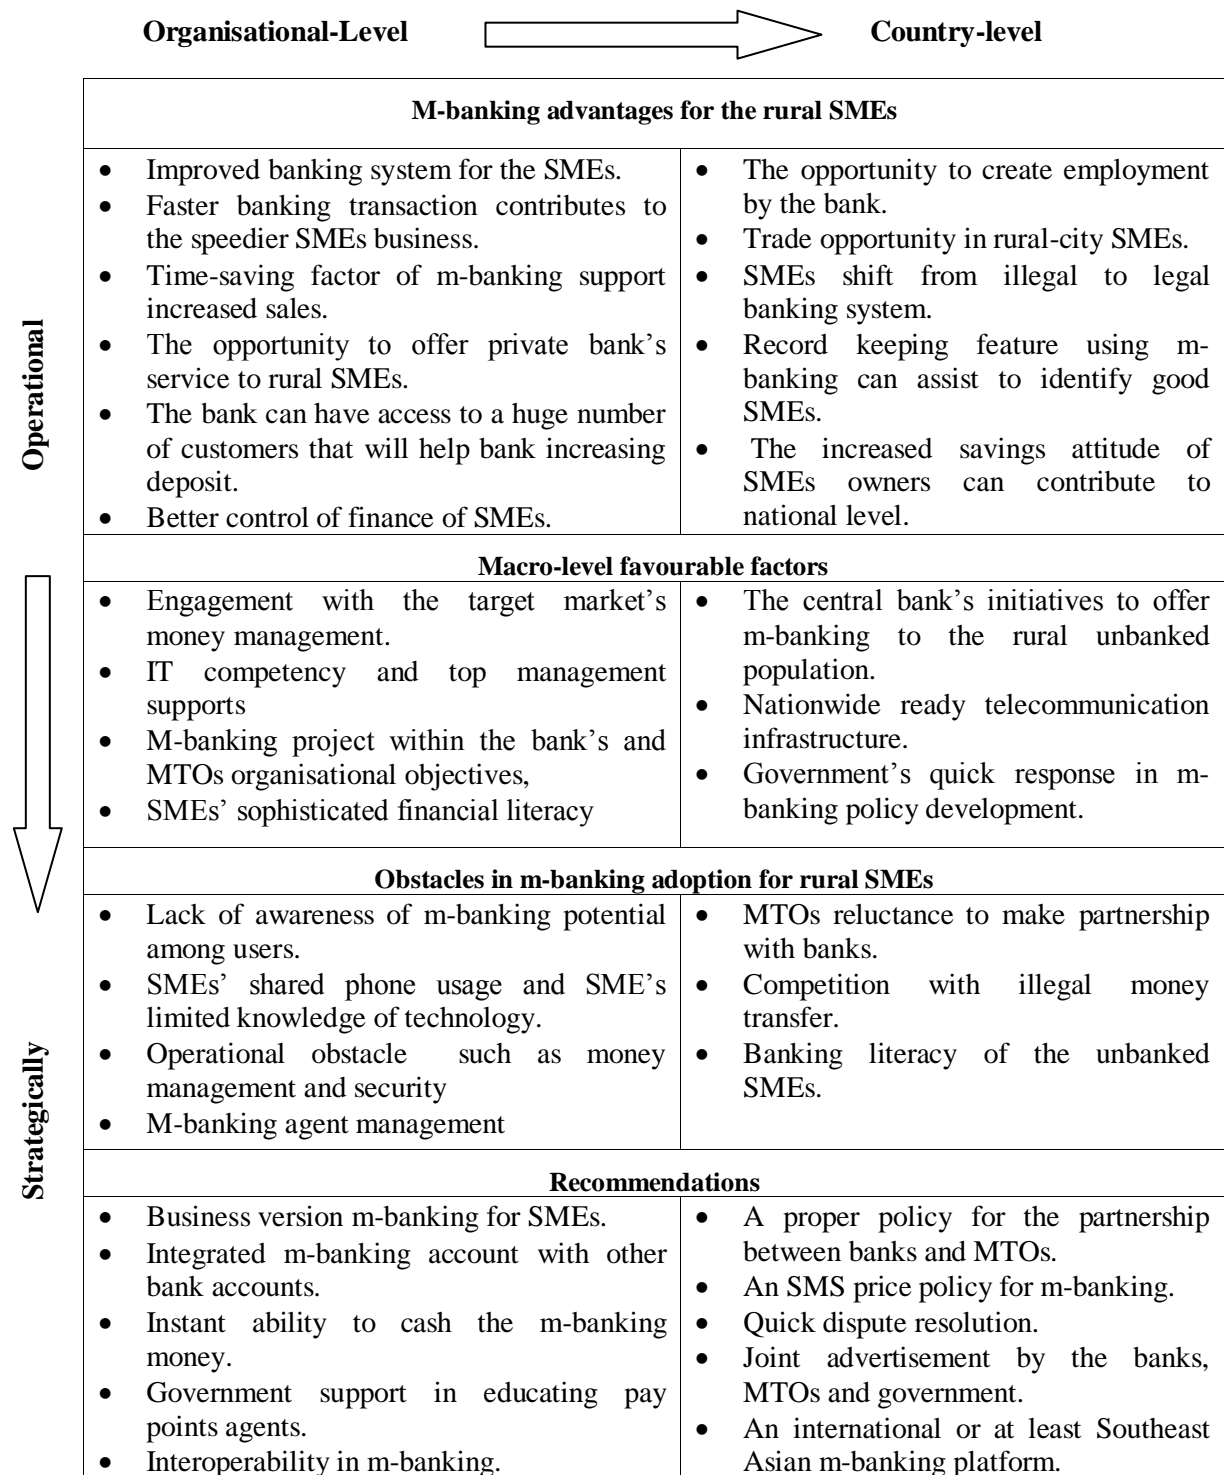 Organisational-Level Country-level
M-banking advantages for the rural SMEs
• Improved banking system for the SMEs.
• Faster banking transaction contributes to
the speedier SMEs business.
• Time-saving factor of m-banking support
increased sales.
• The opportunity to offer private bank’s
service to rural SMEs.
• The bank can have access to a huge number
of customers that will help bank increasing
deposit.
• Better control of finance of SMEs.
• The opportunity to create employment
by the bank.
• Trade opportunity in rural-city SMEs.
• SMEs shift from illegal to legal
banking system.
• Record keeping feature using m-
banking can assist to identify good
SMEs.
• The increased savings attitude of
SMEs owners can contribute to
national level.
Operational
Macro-level favourable factors
• Engagement with the target market’s
money management.
• IT competency and top management
supports
• M-banking project within the bank’s and
MTOs organisational objectives,
• SMEs’ sophisticated financial literacy
• The central bank’s initiatives to offer
m-banking to the rural unbanked
population.
• Nationwide ready telecommunication
infrastructure.
• Government’s quick response in m-
banking policy development.
Obstacles in m-banking adoption for rural SMEs
• Lack of awareness of m-banking potential
among users.
• SMEs’ shared phone usage and SME’s
limited knowledge of technology.
• Operational obstacle such as money
management and security
• M-banking agent management
• MTOs reluctance to make partnership
with banks.
• Competition with illegal money
transfer.
• Banking literacy of the unbanked
SMEs.
Strategically
Recommendations
• Business version m-banking for SMEs.
• Integrated m-banking account with other
bank accounts.
• Instant ability to cash the m-banking
money.
• Government support in educating pay
points agents.
• Interoperability in m-banking.
• A proper policy for the partnership
between banks and MTOs.
• An SMS price policy for m-banking.
• Quick dispute resolution.
• Joint advertisement by the banks,
MTOs and government.
• An international or at least Southeast
Asian m-banking platform.